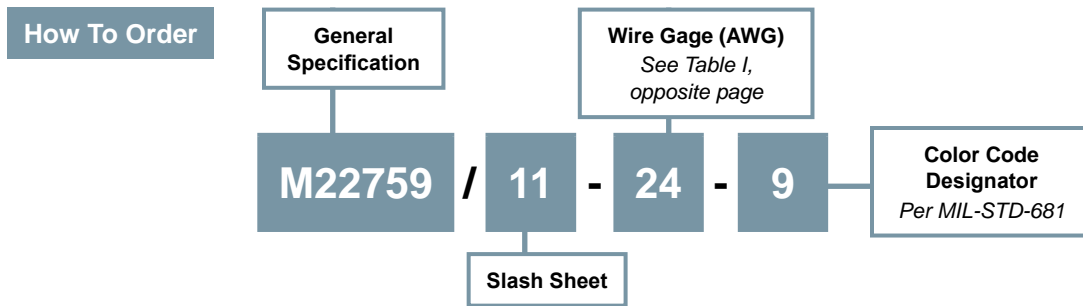 How To Order
General
Specification
Wire Gage (AWG)
See Table I,
opposite page
M22759 / 11 - 24 - 9
Color Code
Designator
Per MIL-STD-681
Slash Sheet